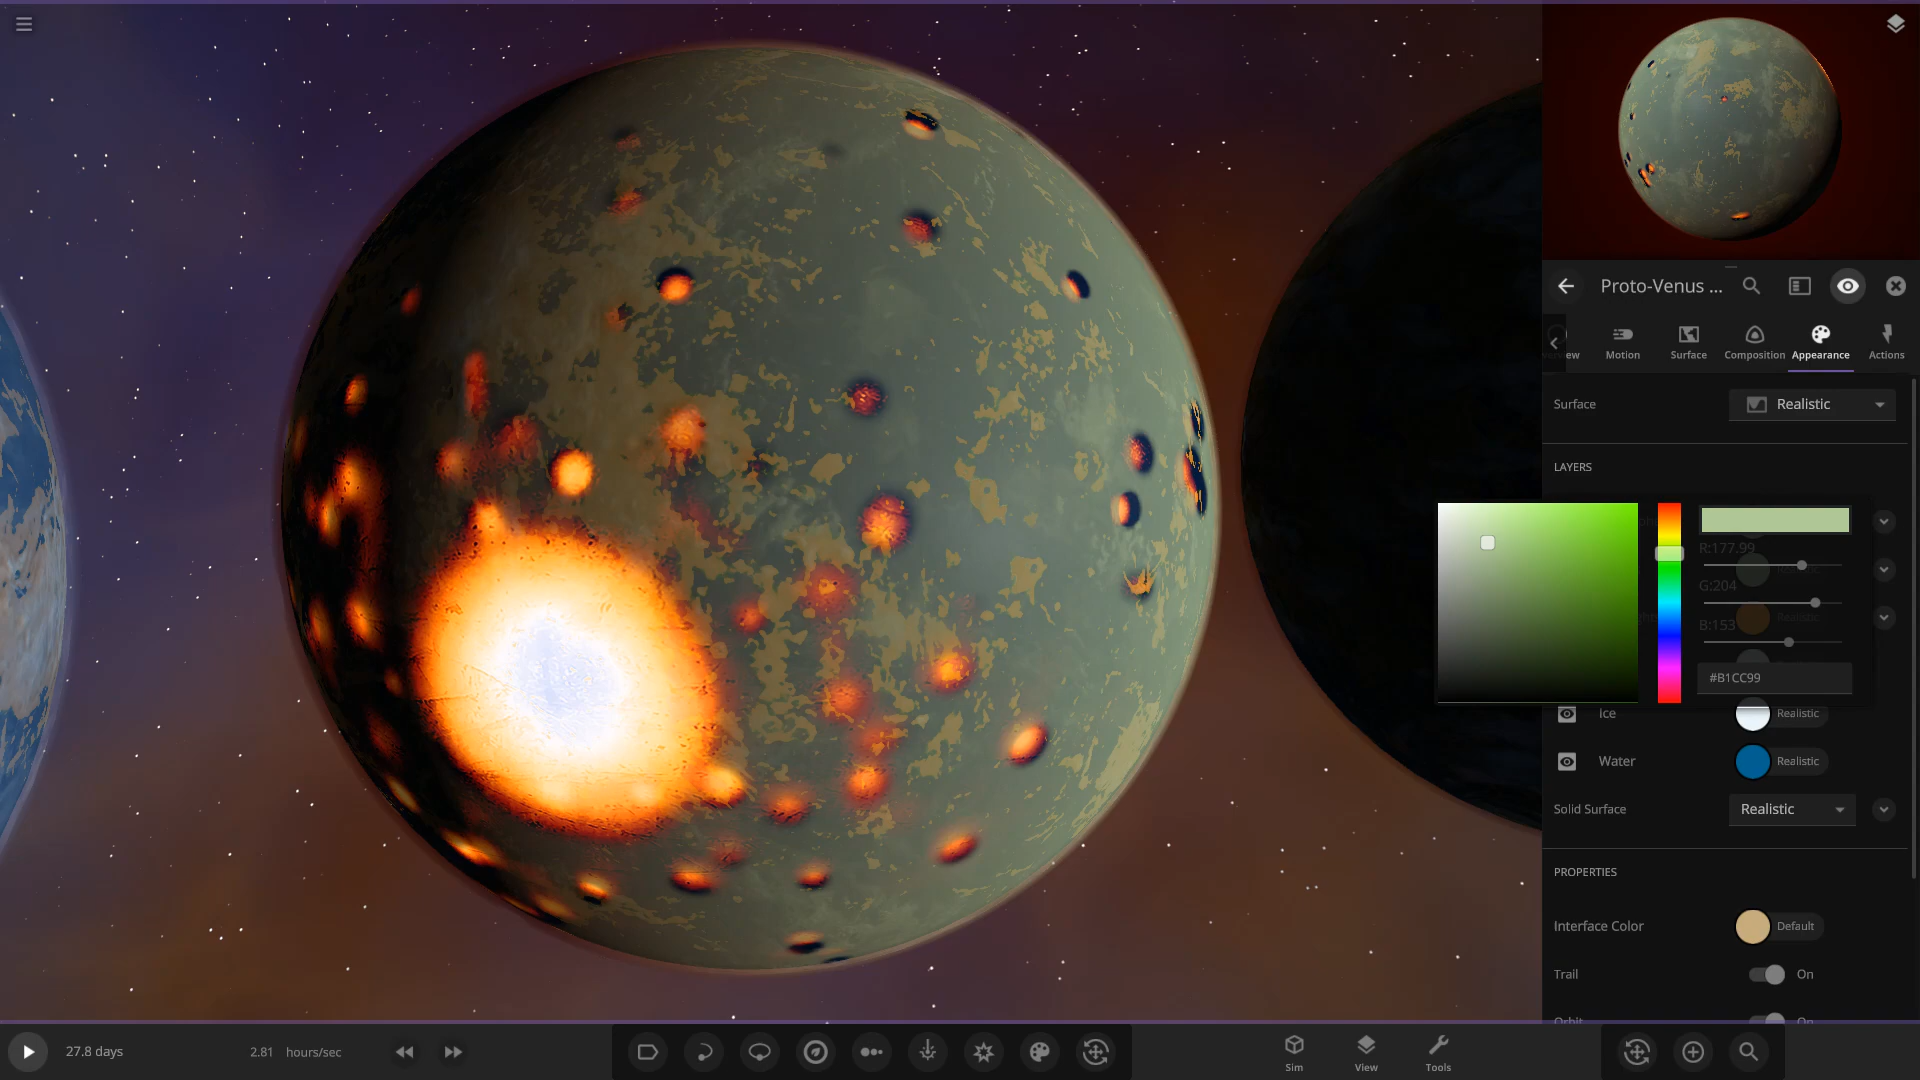 Proto-Venus ...
Motion
Surface
Composition
Appearance
Actions
Surface
Realistic
LAYERS
R:177.99
G:204
B:153
#B1CC99
Ice
Realistic
Water
Realistic
Solid Surface
Realistic
PROPERTIES
Interface Color
Default
Trail
On
Orbit
On
27.8 days
2.81 hours/sec
Sim
View
Tools